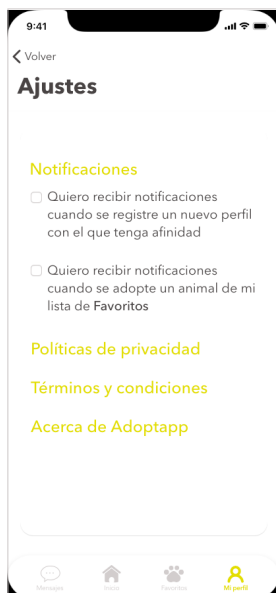 9:41
Volver
Ajustes
Notificaciones
Quiero recibir notificaciones
cuando se registre un nuevo perfil
con el que tenga afinidad
Quiero recibir notificaciones
cuando se adopte un animal de mi
lista de Favoritos
Políticas de privacidad
Términos y condiciones
Acerca de Adoptapp
Mensajes Inicio Favoritos Mi perfil